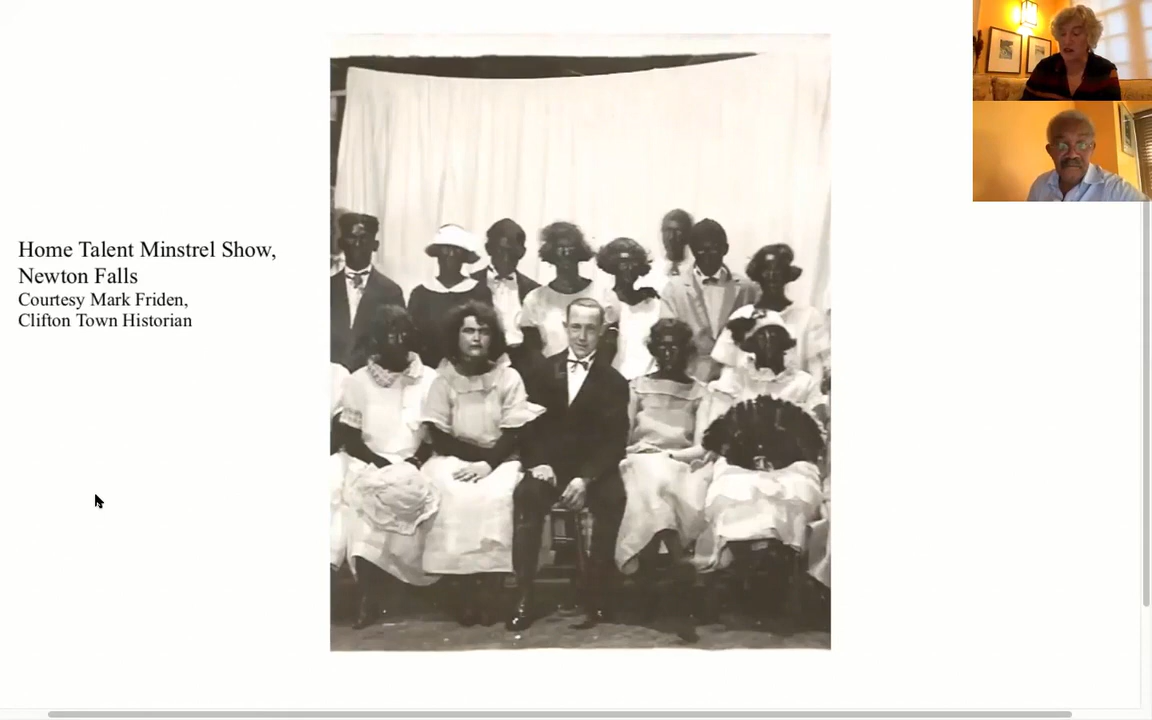 Home Talent Minstrel Show,
Newton Falls
Courtesy Mark Friden,
Clifton Town Historian